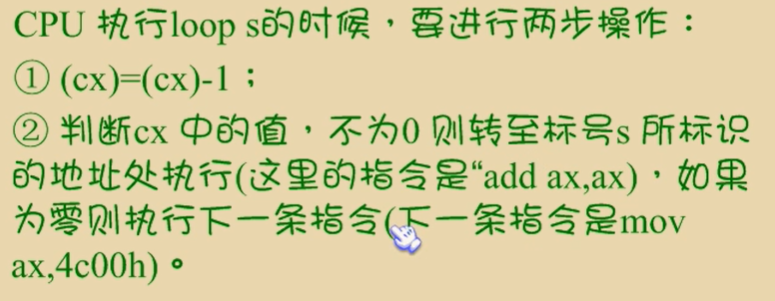 CPU 执行loop s的时候，要进行两步操作：
① (cx)=(cx)-1；
② 判断cx 中的值，不为0 则转至标号s 所标识
的地址处执行(这里的指令是“add ax,ax)，如果
为零则执行下一条指令(下一条指令是mov
ax,4c00h)。